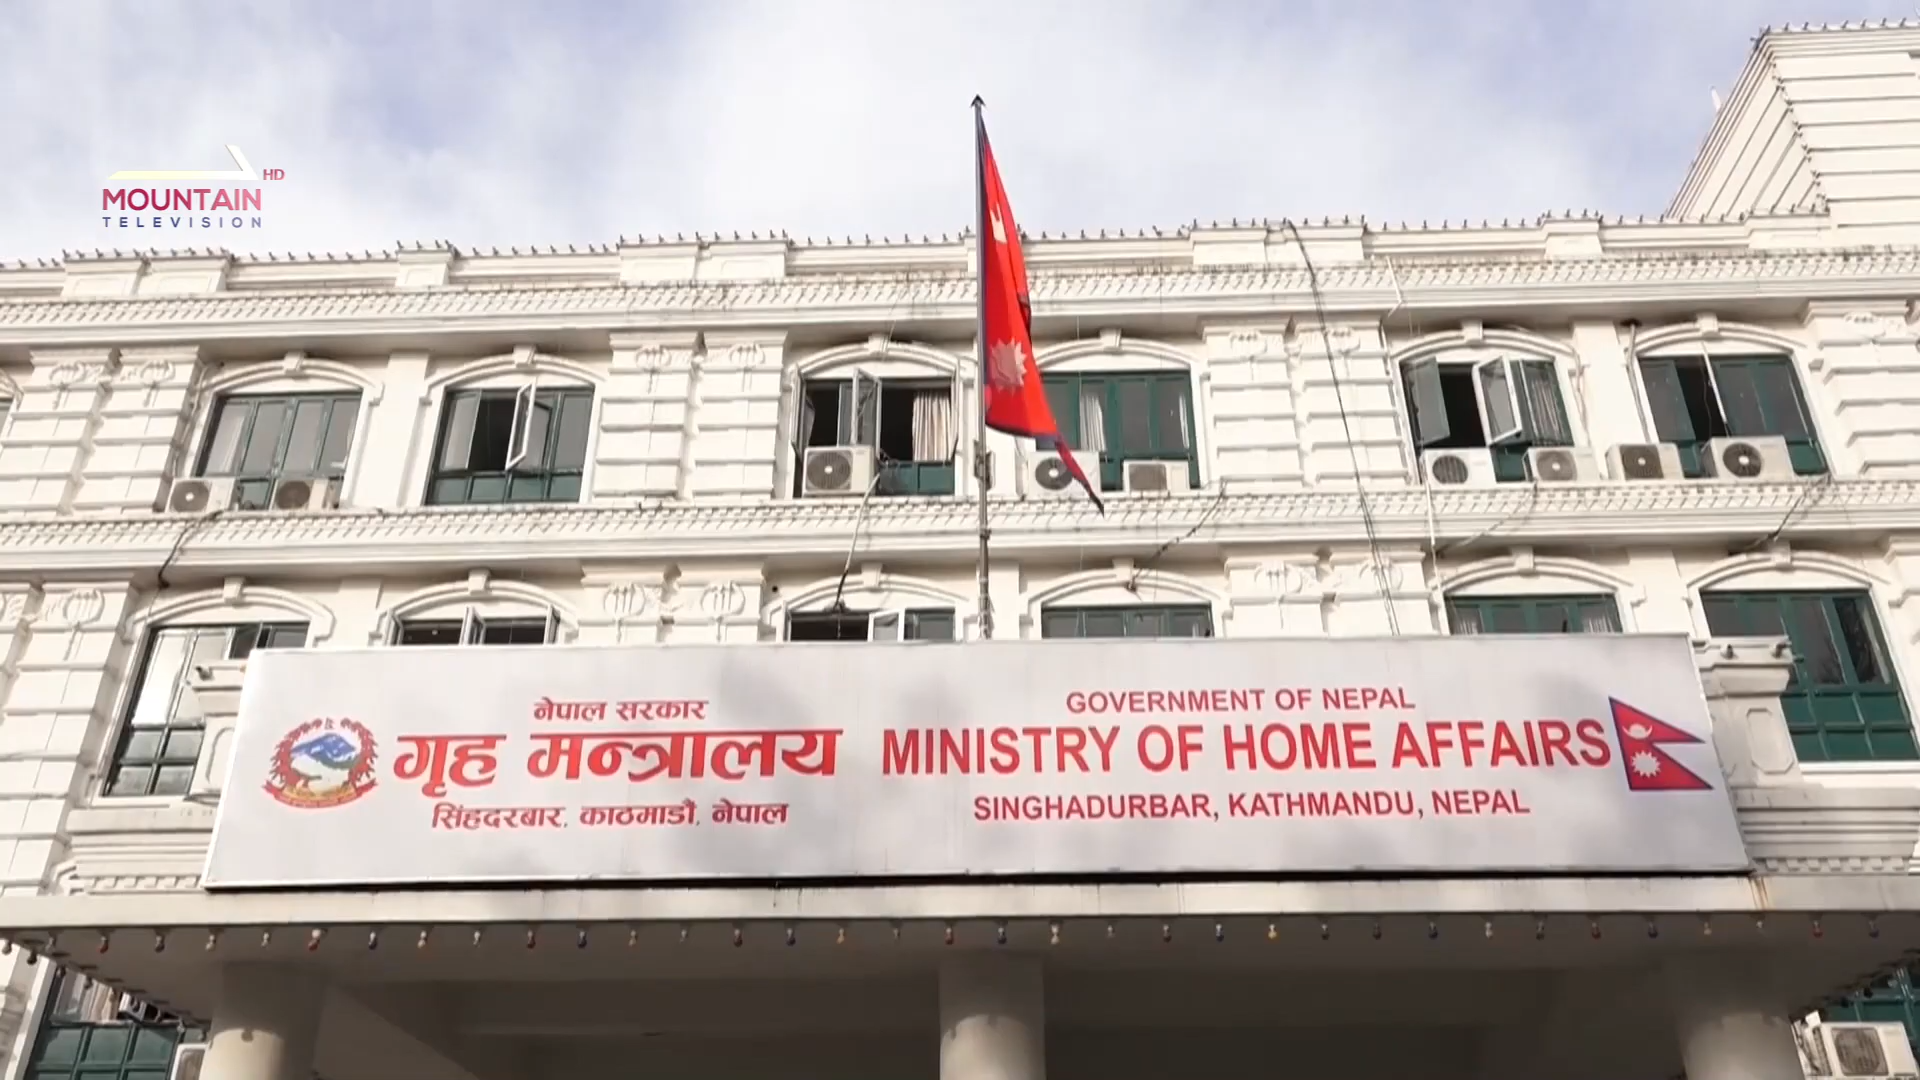 HD
MOUNTAIN
TELEVISION
नेपाल सरकार
गृह मन्त्रालय
सिंहदरबार, काठमाडौं, नेपाल
GOVERNMENT OF NEPAL
MINISTRY OF HOME AFFAIRS
SINGHADURBAR, KATHMANDU, NEPAL